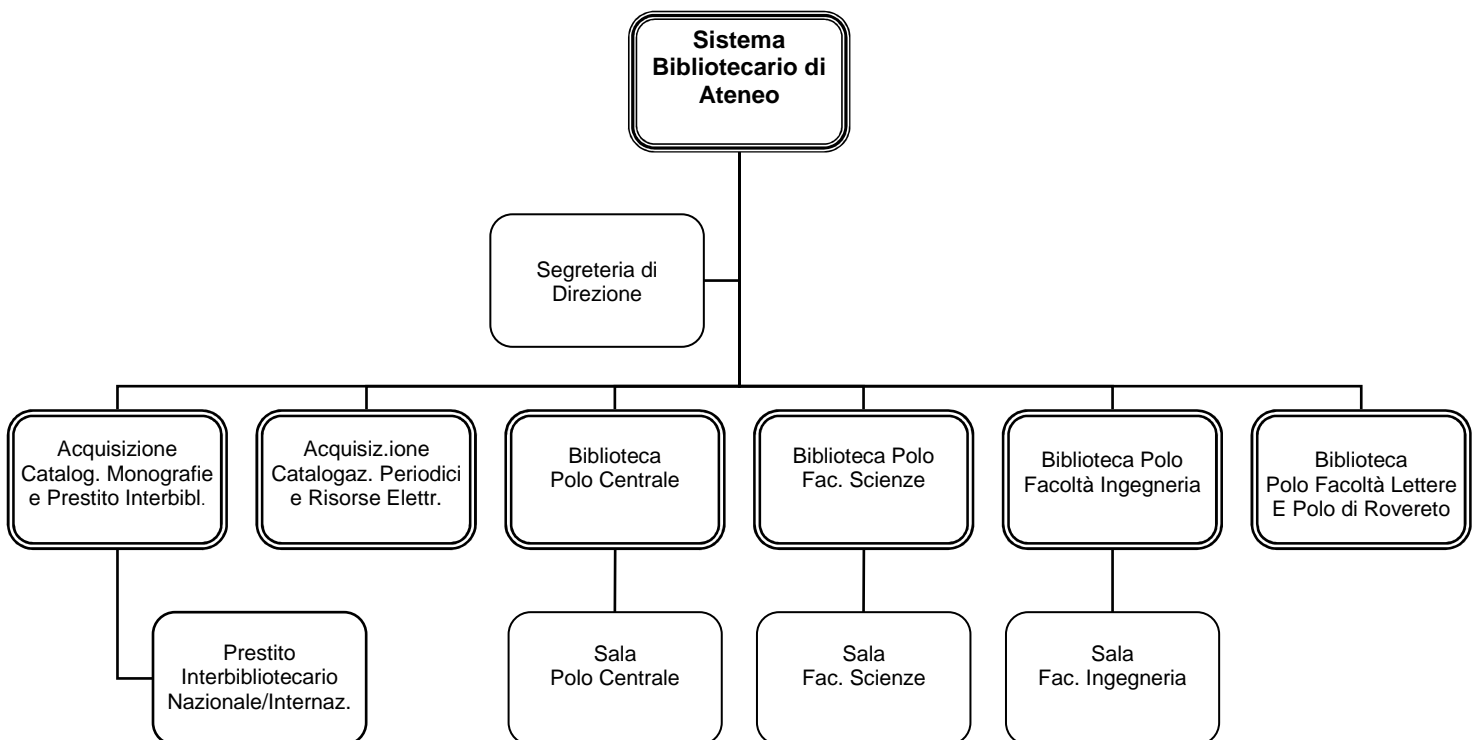 Sistema
Bibliotecario di
Ateneo
Segreteria di
Direzione
Acquisizione
Catalog. Monografie
e Prestito Interbibl.
Acquisiz.ione
Catalogaz. Periodici
e Risorse Elettr.
Biblioteca
Polo Centrale
Biblioteca Polo
Fac. Scienze
Biblioteca Polo
Facoltà Ingegneria
Biblioteca
Polo Facoltà Lettere
E Polo di Rovereto
Prestito
Interbibliotecario
Nazionale/Internaz.
Sala
Polo Centrale
Sala
Fac. Scienze
Sala
Fac. Ingegneria